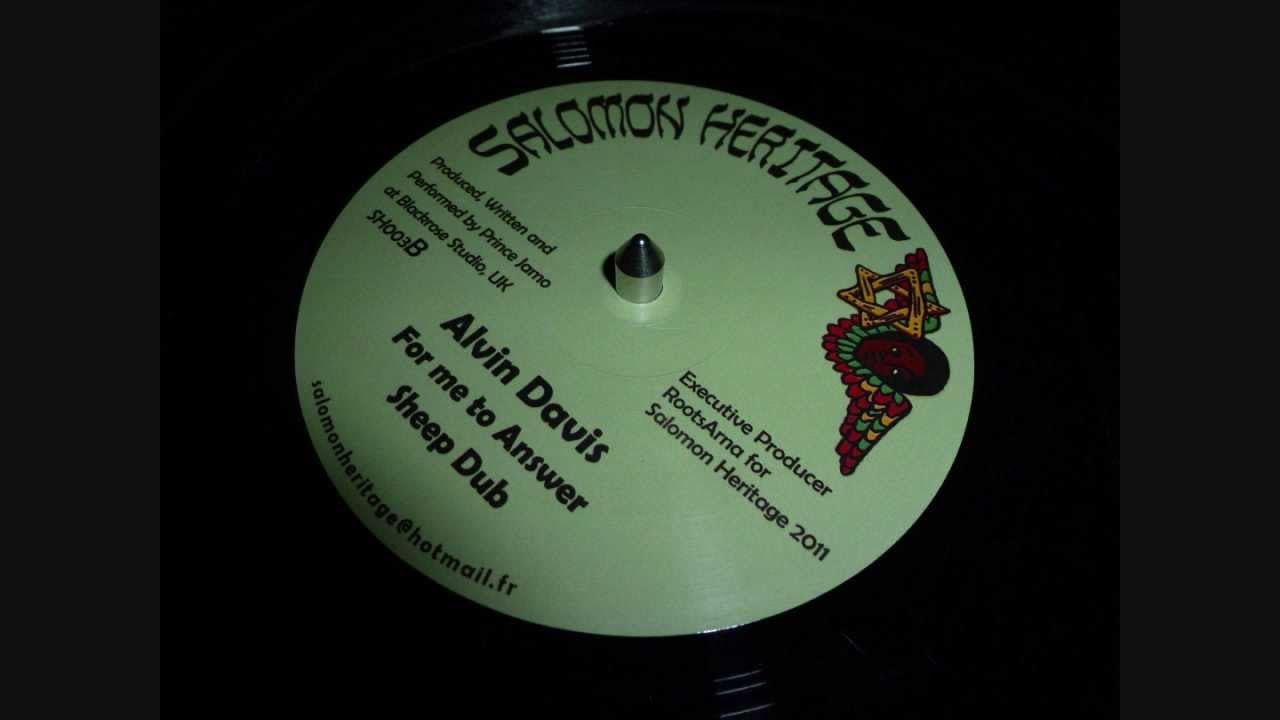 SALOMON HERITAGE
Produced, Written and
Performed by Prince Jamo
at Blackrose Studio, UK
SH003B
Alvin Davis
For me to Answer
Sheep Dub
Executive Producer
RootsArna for
Salomon Heritage 2011
salomonheritage@hotmail.fr